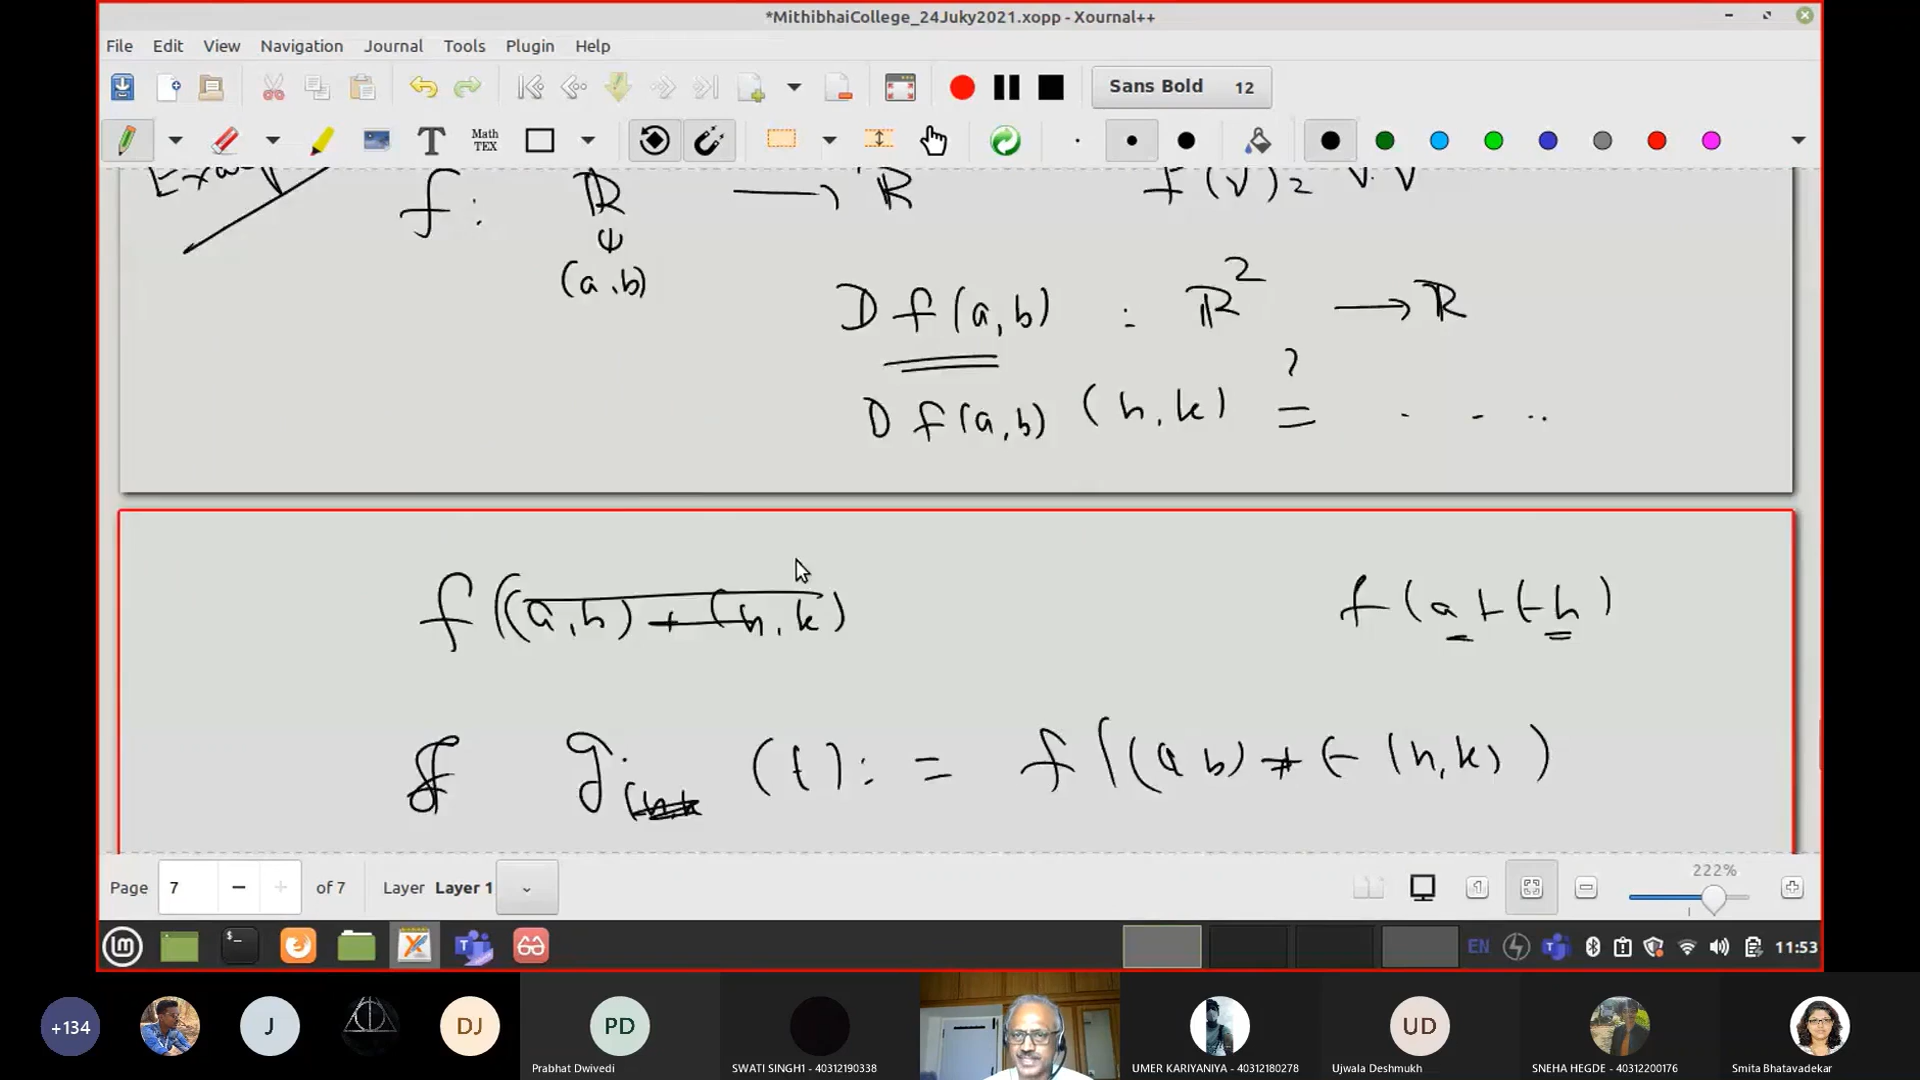 *MithibhaiCollege_24Juky2021.xopp - Xournal++
File Edit View Navigation Journal Tools Plugin Help
Sans Bold 12
Math TEX
f : ℝ ⟶ ℝ f(v) = v·v
(a,b)
Df(a,b) : ℝ² ⟶ ℝ
Df(a,b) (h,k) =? . . ..
f((a,b) + (h,k)) f(a + th)
g (t) := f((a b) + t (h,k))
222%
Page 7 of 7 Layer Layer 1
EN 11:53
+134 J DJ PD UD
Prabhat Dwivedi SWATI SINGH1 - 40312190338 UMER KARIYANIYA - 40312180278 Ujwala Deshmukh SNEHA HEGDE - 40312200176 Smita Bhatavadekar